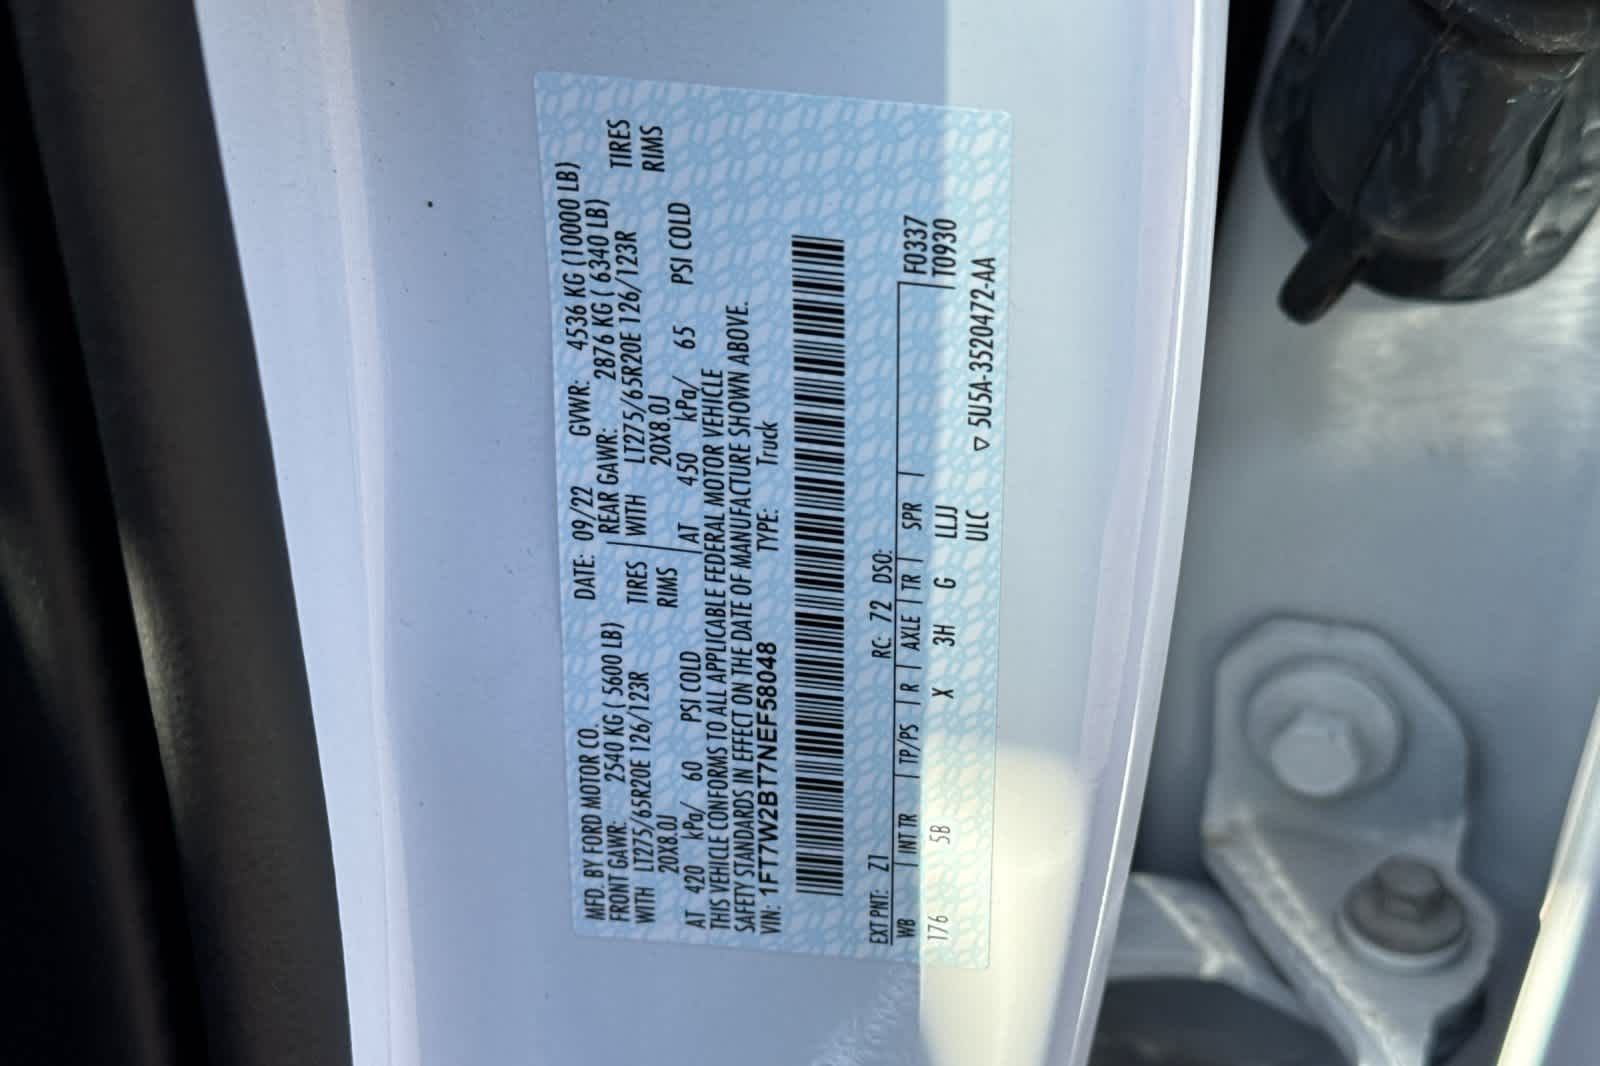 MFD. BY FORD MOTOR CO. DATE: 09/22 GVWR: 4536 KG (10000 LB)
FRONT GAWR: 2540 KG ( 5600 LB) REAR GAWR: 2876 KG ( 6340 LB)
WITH LT275/65R20E 126/123R TIRES WITH LT275/65R20E 126/123R TIRES
20X8.0J RIMS 20X8.0J RIMS
AT 420 kPa/ 60 PSI COLD AT 450 kPa/ 65 PSI COLD
THIS VEHICLE CONFORMS TO ALL APPLICABLE FEDERAL MOTOR VEHICLE
SAFETY STANDARDS IN EFFECT ON THE DATE OF MANUFACTURE SHOWN ABOVE.
VIN: 1FT7W2BT7NEF58048 TYPE: Truck
EXT PNT: Z1 RC: 72 DSO:
WB INT TR TP/PS R AXLE TR SPR F0337
176 5B X 3H G LLJ T0930
ULC ▽ 5U5A-3520472-AA